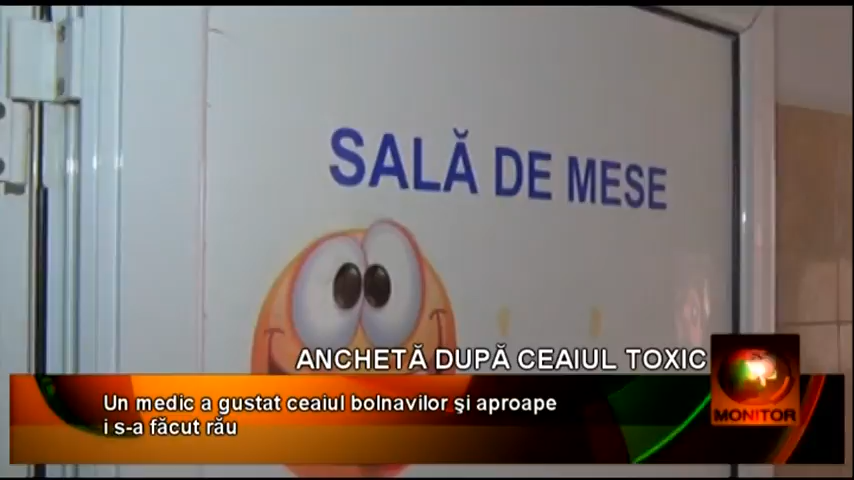 SALĂ DE MESE
ANCHETĂ DUPĂ CEAIUL TOXIC
Un medic a gustat ceaiul bolnavilor şi aproape
i s-a făcut rău
MONITOR